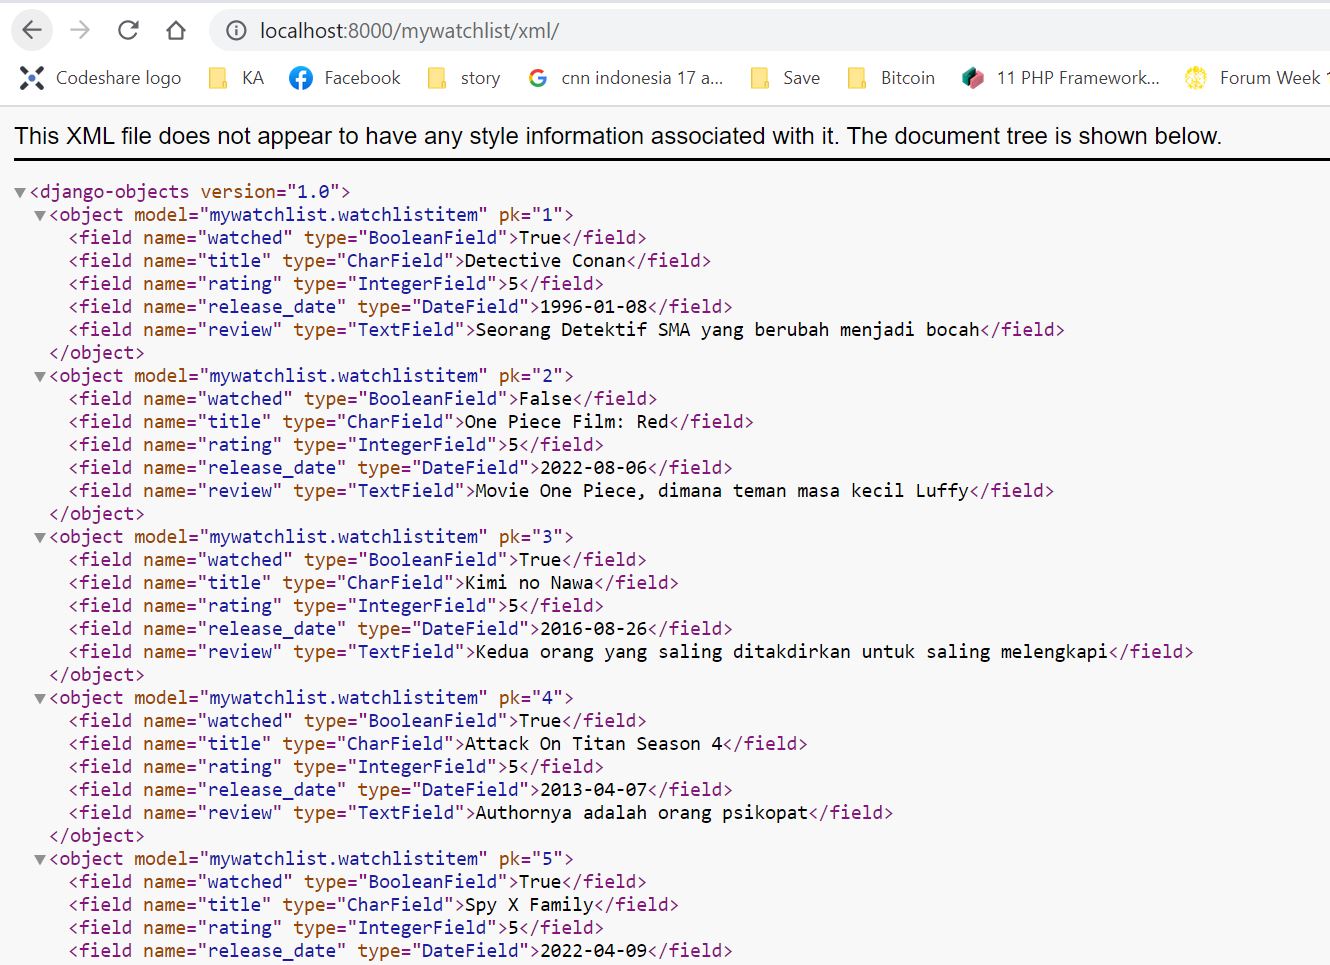 localhost:8000/mywatchlist/xml/
Codeshare logo KA Facebook story cnn indonesia 17 a... Save Bitcoin 11 PHP Framework... Forum Week 1
This XML file does not appear to have any style information associated with it. The document tree is shown below.
<django-objects version="1.0">
<object model="mywatchlist.watchlistitem" pk="1">
<field name="watched" type="BooleanField">True</field>
<field name="title" type="CharField">Detective Conan</field>
<field name="rating" type="IntegerField">5</field>
<field name="release_date" type="DateField">1996-01-08</field>
<field name="review" type="TextField">Seorang Detektif SMA yang berubah menjadi bocah</field>
</object>
<object model="mywatchlist.watchlistitem" pk="2">
<field name="watched" type="BooleanField">False</field>
<field name="title" type="CharField">One Piece Film: Red</field>
<field name="rating" type="IntegerField">5</field>
<field name="release_date" type="DateField">2022-08-06</field>
<field name="review" type="TextField">Movie One Piece, dimana teman masa kecil Luffy</field>
</object>
<object model="mywatchlist.watchlistitem" pk="3">
<field name="watched" type="BooleanField">True</field>
<field name="title" type="CharField">Kimi no Nawa</field>
<field name="rating" type="IntegerField">5</field>
<field name="release_date" type="DateField">2016-08-26</field>
<field name="review" type="TextField">Kedua orang yang saling ditakdirkan untuk saling melengkapi</field>
</object>
<object model="mywatchlist.watchlistitem" pk="4">
<field name="watched" type="BooleanField">True</field>
<field name="title" type="CharField">Attack On Titan Season 4</field>
<field name="rating" type="IntegerField">5</field>
<field name="release_date" type="DateField">2013-04-07</field>
<field name="review" type="TextField">Authornya adalah orang psikopat</field>
</object>
<object model="mywatchlist.watchlistitem" pk="5">
<field name="watched" type="BooleanField">True</field>
<field name="title" type="CharField">Spy X Family</field>
<field name="rating" type="IntegerField">5</field>
<field name="release_date" type="DateField">2022-04-09</field>